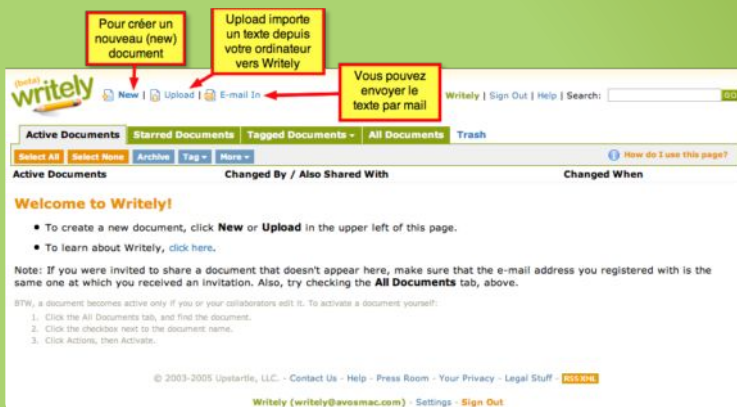 Pour créer un
nouveau (new)
document
Upload importe
un texte depuis
votre ordinateur
vers Writely
Vous pouvez
envoyer le
texte par mail
(beta)
writely
New | Upload | E-mail In
Writely | Sign Out | Help | Search: GO
Active Documents Starred Documents Tagged Documents All Documents Trash
Select All Select None Archive Tag More How do I use this page?
Active Documents Changed By / Also Shared With Changed When
Welcome to Writely!
• To create a new document, click New or Upload in the upper left of this page.
• To learn about Writely, click here.
Note: If you were invited to share a document that doesn't appear here, make sure that the e-mail address you registered with is the
same one at which you received an invitation. Also, try checking the All Documents tab, above.
BTW, a document becomes active only if you or your collaborators edit it. To activate a document yourself:
1. Click the All Documents tab, and find the document.
2. Click the checkbox next to the document name.
3. Click Actions, then Activate.
© 2003-2005 Upstartle, LLC. - Contact Us - Help - Press Room - Your Privacy - Legal Stuff - RSS XML
Writely (writely@avosmac.com) - Settings - Sign Out